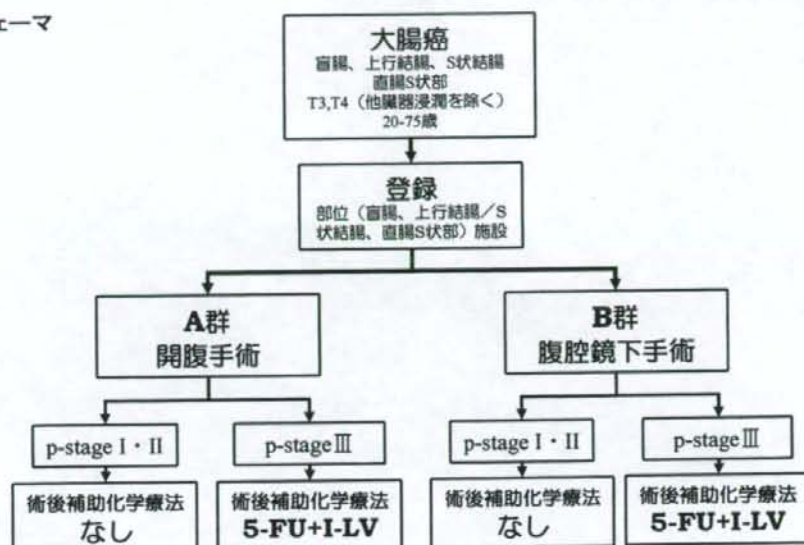 ェーマ
大腸癌
盲腸、上行結腸、S状結腸
直腸S状部
T3,T4（他臓器浸潤を除く）
20-75歳
登録
部位（盲腸、上行結腸／S
状結腸、直腸S状部）施設
A群
開腹手術
B群
腹腔鏡下手術
p-stage I・II
p-stage III
p-stage I・II
p-stage III
術後補助化学療法
なし
術後補助化学療法
5-FU+I-LV
術後補助化学療法
なし
術後補助化学療法
5-FU+I-LV